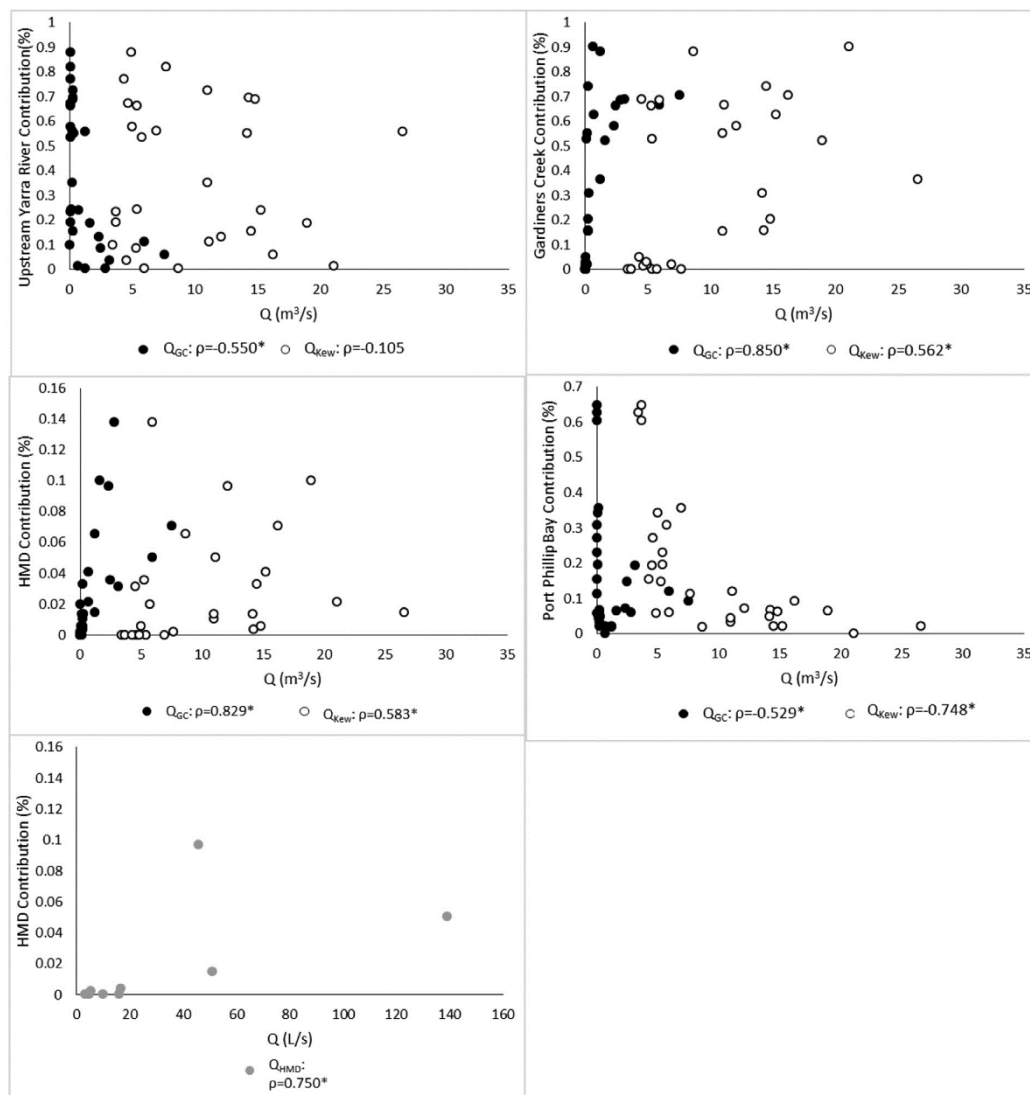 Upstream Yarra River Contribution(%)
1
0.9
0.8
0.7
0.6
0.5
0.4
0.3
0.2
0.1
0
0 5 10 15 20 25 30 35
Q (m³/s)
● Q_GC: ρ=-0.550* ○ Q_Kew: ρ=-0.105
Gardiners Creek Contribution (%)
1
0.9
0.8
0.7
0.6
0.5
0.4
0.3
0.2
0.1
0
0 5 10 15 20 25 30 35
Q (m³/s)
● Q_GC: ρ=0.850* ○ Q_Kew: ρ=0.562*
HMD Contribution (%)
0.16
0.14
0.12
0.1
0.08
0.06
0.04
0.02
0
0 5 10 15 20 25 30 35
Q (m³/s)
● Q_GC: ρ=0.829* ○ Q_Kew: ρ=0.583*
Port Phillip Bay Contribution (%)
0.7
0.6
0.5
0.4
0.3
0.2
0.1
0
0 5 10 15 20 25 30 35
Q (m³/s)
● Q_GC: ρ=-0.529* ○ Q_Kew: ρ=-0.748*
HMD Contribution (%)
0.16
0.14
0.12
0.1
0.08
0.06
0.04
0.02
0
0 20 40 60 80 100 120 140 160
Q (L/s)
● Q_HMD:
ρ=0.750*